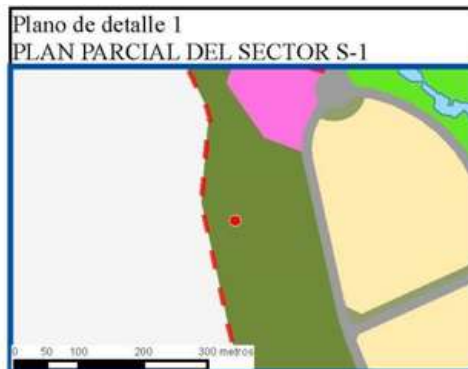 Plano de detalle 1
PLAN PARCIAL DEL SECTOR S-1
0 50 100 200 300 metros